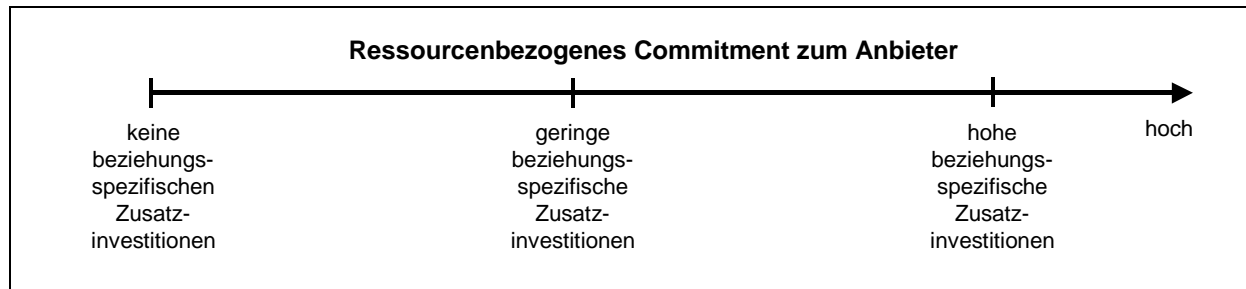 Ressourcenbezogenes Commitment zum Anbieter
keine
beziehungs-
spezifischen
Zusatz-
investitionen
geringe
beziehungs-
spezifische
Zusatz-
investitionen
hohe
beziehungs-
spezifische
Zusatz-
investitionen
hoch